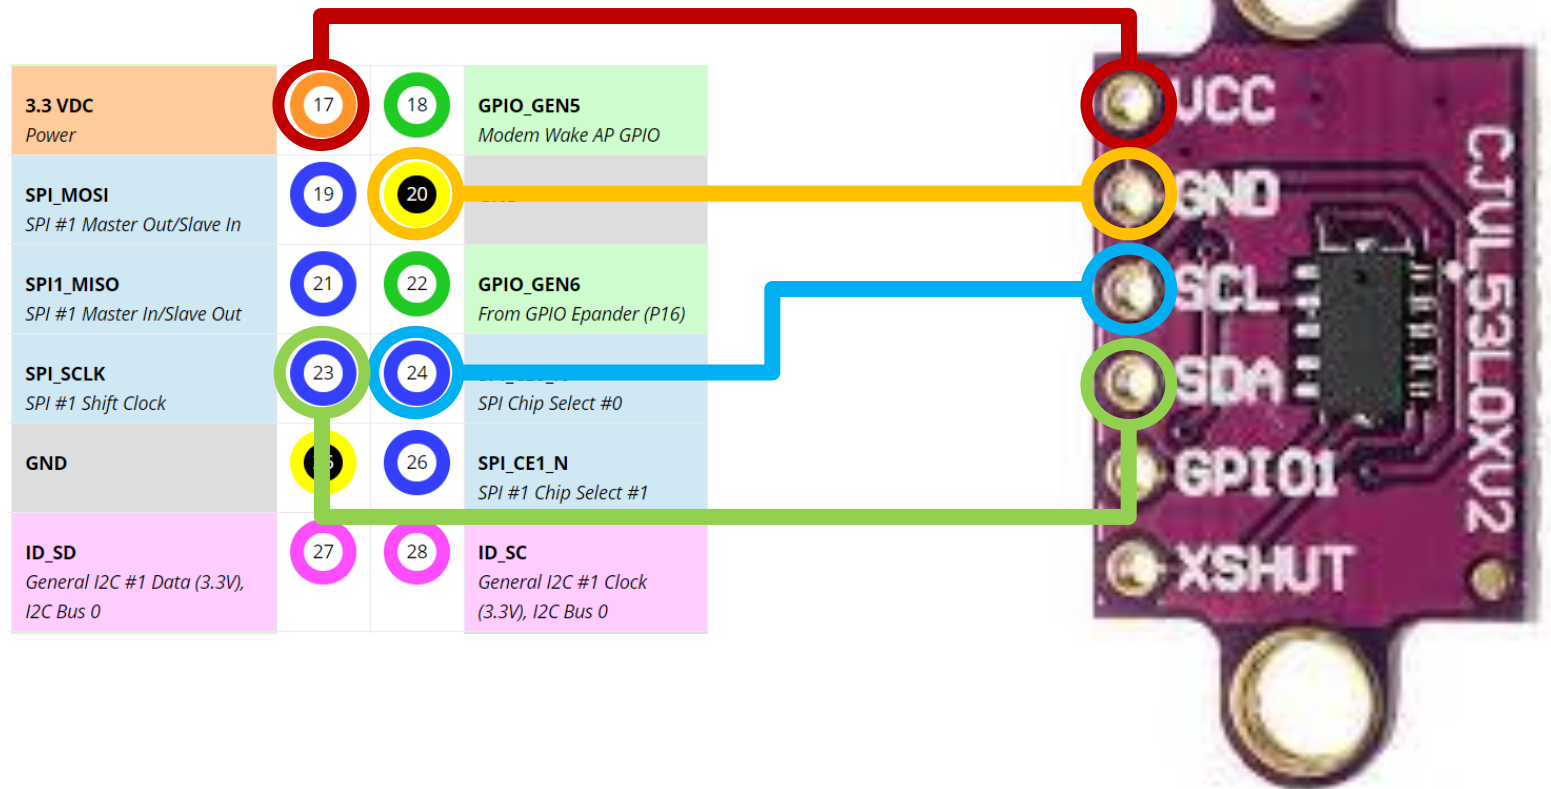 3.3 VDC
Power
17
18
GPIO_GEN5
Modem Wake AP GPIO
SPI_MOSI
SPI #1 Master Out/Slave In
19
20
SPI1_MISO
SPI #1 Master In/Slave Out
21
22
GPIO_GEN6
From GPIO Epander (P16)
SPI_SCLK
SPI #1 Shift Clock
23
24
SPI Chip Select #0
GND
26
SPI_CE1_N
SPI #1 Chip Select #1
ID_SD
General I2C #1 Data (3.3V),
I2C Bus 0
27
28
ID_SC
General I2C #1 Clock
(3.3V), I2C Bus 0
VCC
GND
SCL
SDA
GPIO1
XSHUT
CJVL53L0XV2